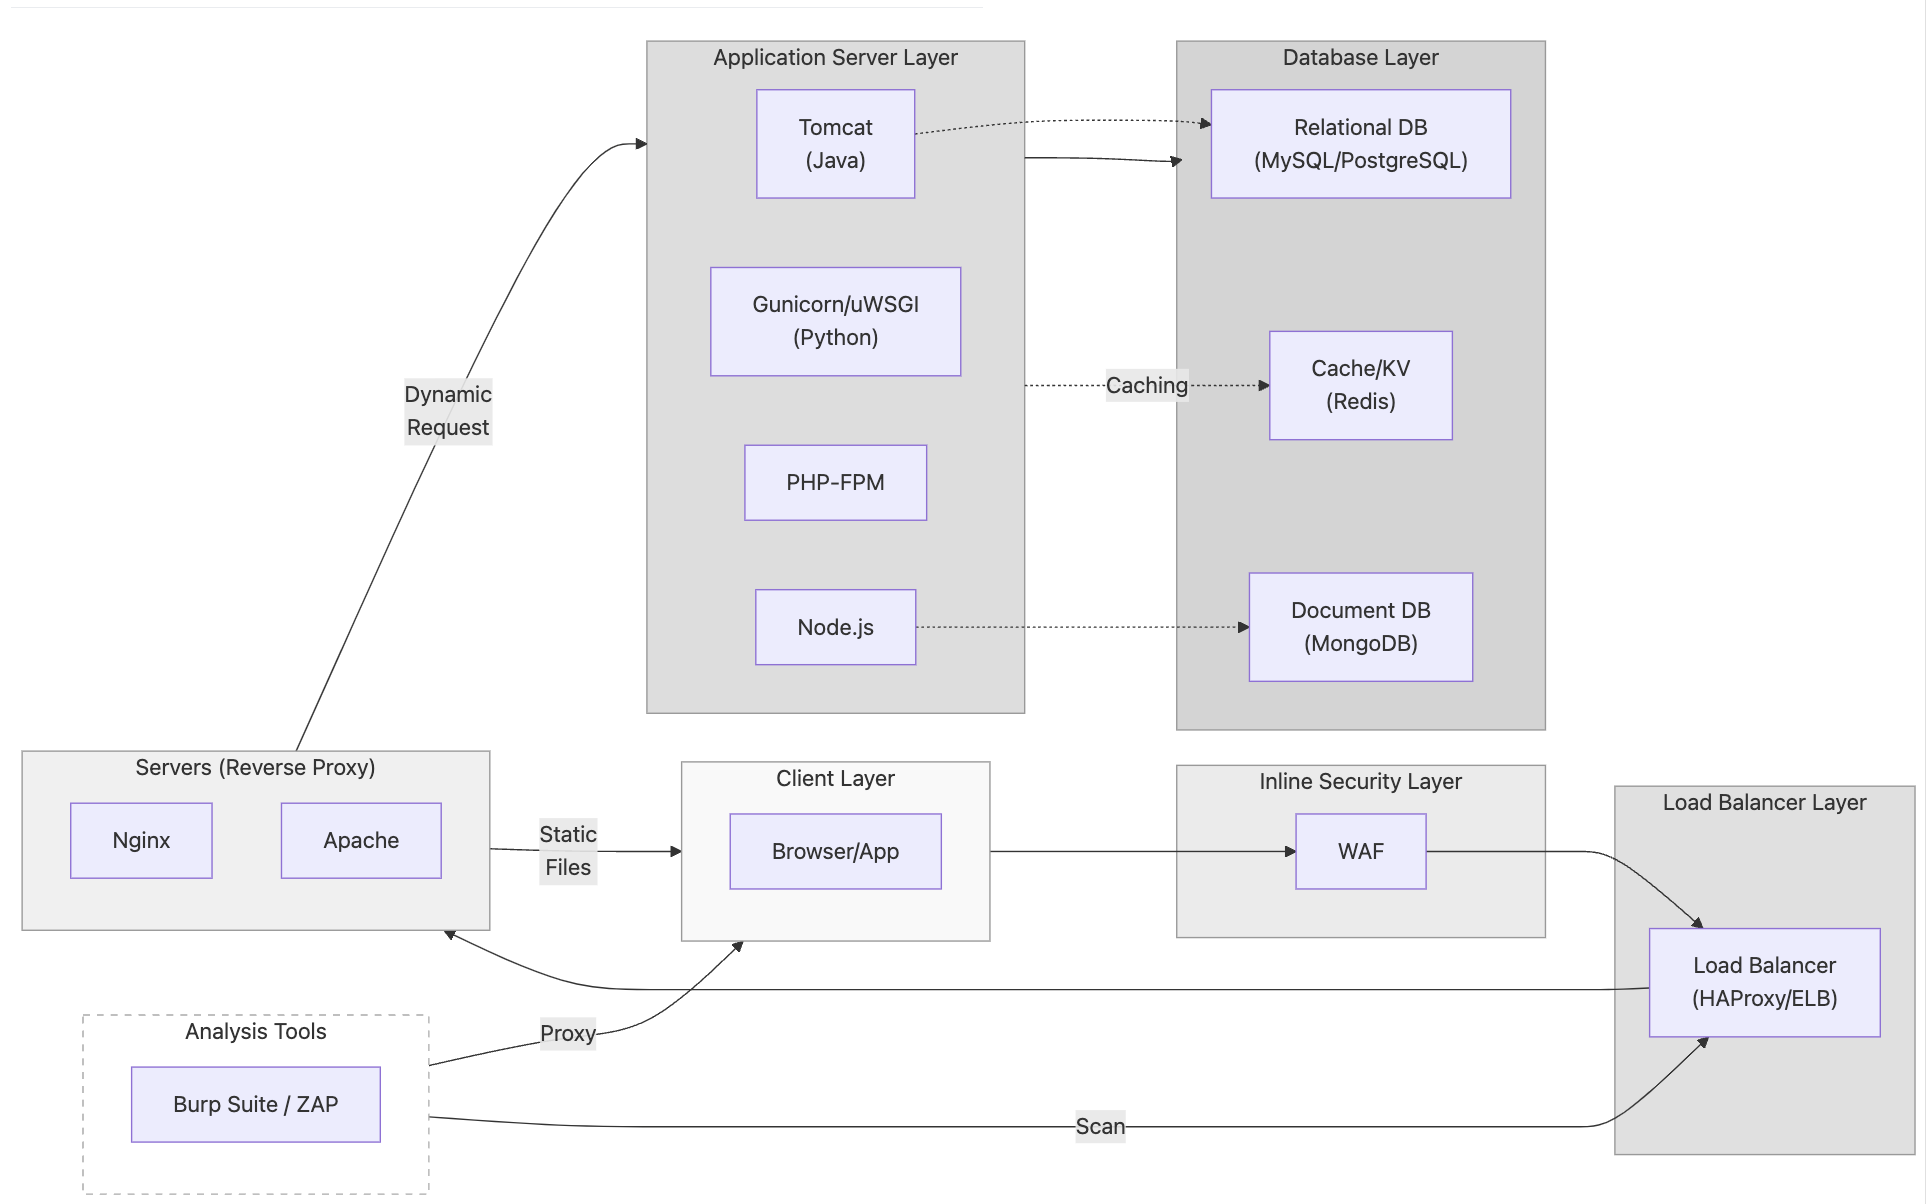 Application Server Layer
Tomcat
(Java)
Gunicorn/uWSGI
(Python)
PHP-FPM
Node.js
Database Layer
Relational DB
(MySQL/PostgreSQL)
Cache/KV
(Redis)
Document DB
(MongoDB)
Caching
Dynamic
Request
Servers (Reverse Proxy)
Nginx
Apache
Static
Files
Client Layer
Browser/App
Inline Security Layer
WAF
Load Balancer Layer
Load Balancer
(HAProxy/ELB)
Analysis Tools
Burp Suite / ZAP
Proxy
Scan